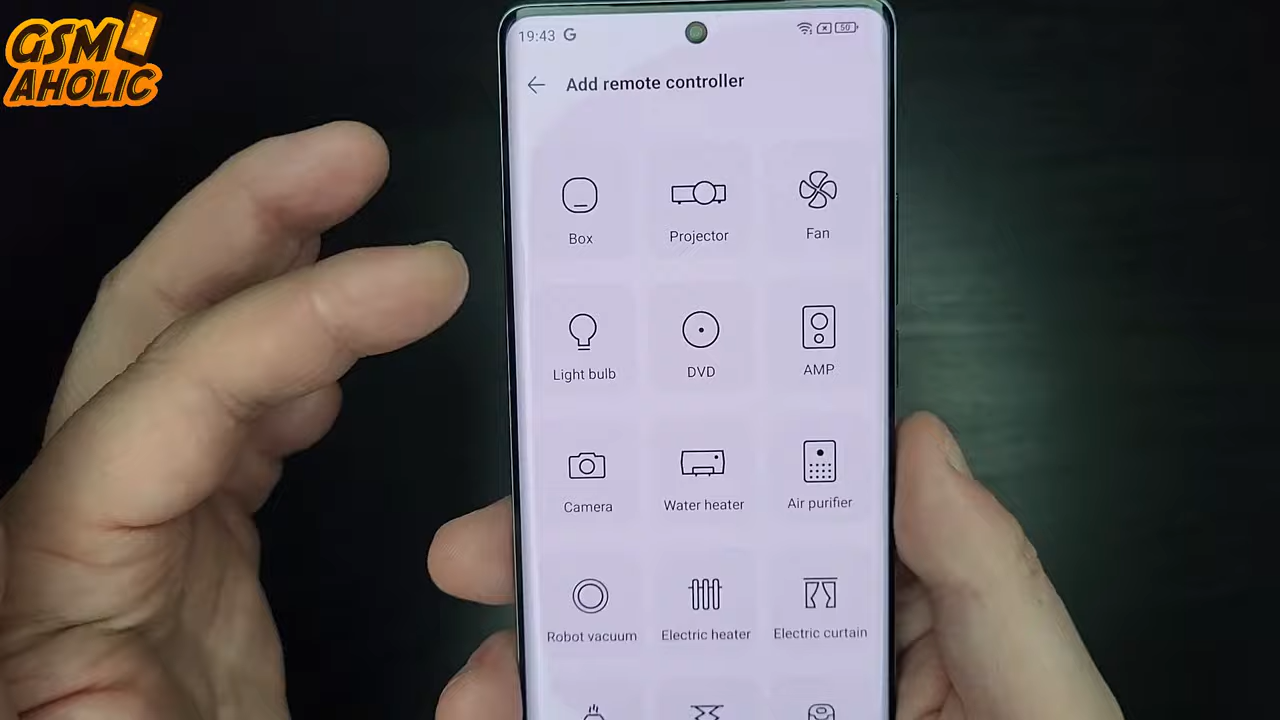 GSM
AHOLIC
19:43 G 50
Add remote controller
Box Projector Fan
Light bulb DVD AMP
Camera Water heater Air purifier
Robot vacuum Electric heater Electric curtain